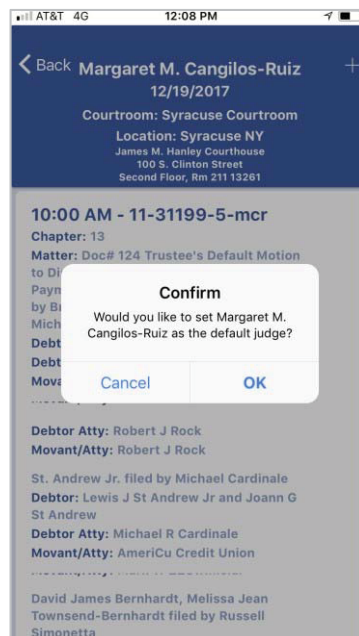 AT&T 4G 12:08 PM
Back Margaret M. Cangilos-Ruiz +
12/19/2017
Courtroom: Syracuse Courtroom
Location: Syracuse NY
James M. Hanley Courthouse
100 S. Clinton Street
Second Floor, Rm 211 13261
10:00 AM - 11-31199-5-mcr
Chapter: 13
Matter: Doc# 124 Trustee's Default Motion
to Di
Paym
by Br
Mich
Debt
Debt
Mova
Confirm
Would you like to set Margaret M.
Cangilos-Ruiz as the default judge?
Cancel OK
Debtor Atty: Robert J Rock
Movant/Atty: Robert J Rock
St. Andrew Jr. filed by Michael Cardinale
Debtor: Lewis J St Andrew Jr and Joann G
St Andrew
Debtor Atty: Michael R Cardinale
Movant/Atty: AmeriCu Credit Union
David James Bernhardt, Melissa Jean
Townsend-Bernhardt filed by Russell
Simonetta